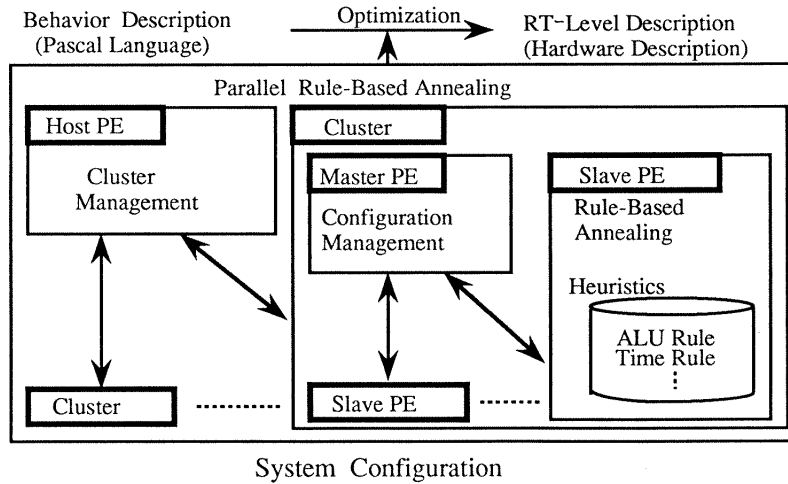 Behavior Description
(Pascal Language)
Optimization
RT-Level Description
(Hardware Description)
Parallel Rule-Based Annealing
Host PE
Cluster
Management
Cluster
Master PE
Configuration
Management
Slave PE
Rule-Based
Annealing
Heuristics
ALU Rule
Time Rule
Cluster
Slave PE
System Configuration